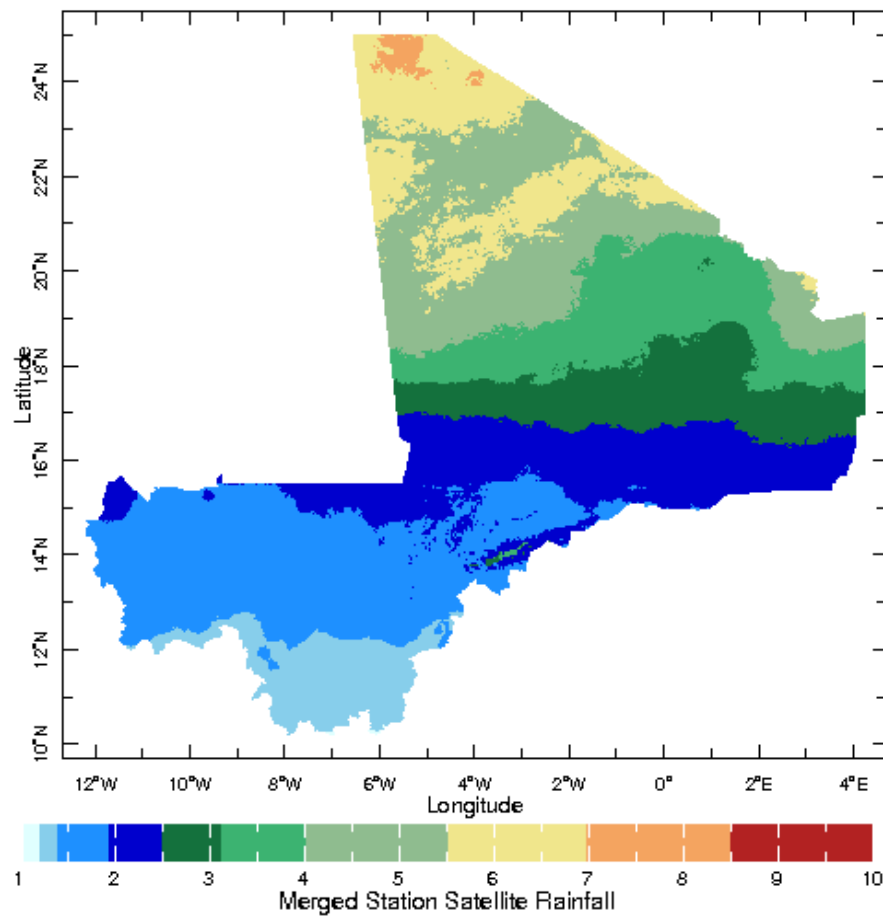 24°N
22°N
20°N
18°N
16°N
14°N
12°N
10°N
Latitude
12°W 10°W 8°W 6°W 4°W 2°W 0° 2°E 4°E
Longitude
1 2 3 4 5 6 7 8 9 10
Merged Station Satellite Rainfall